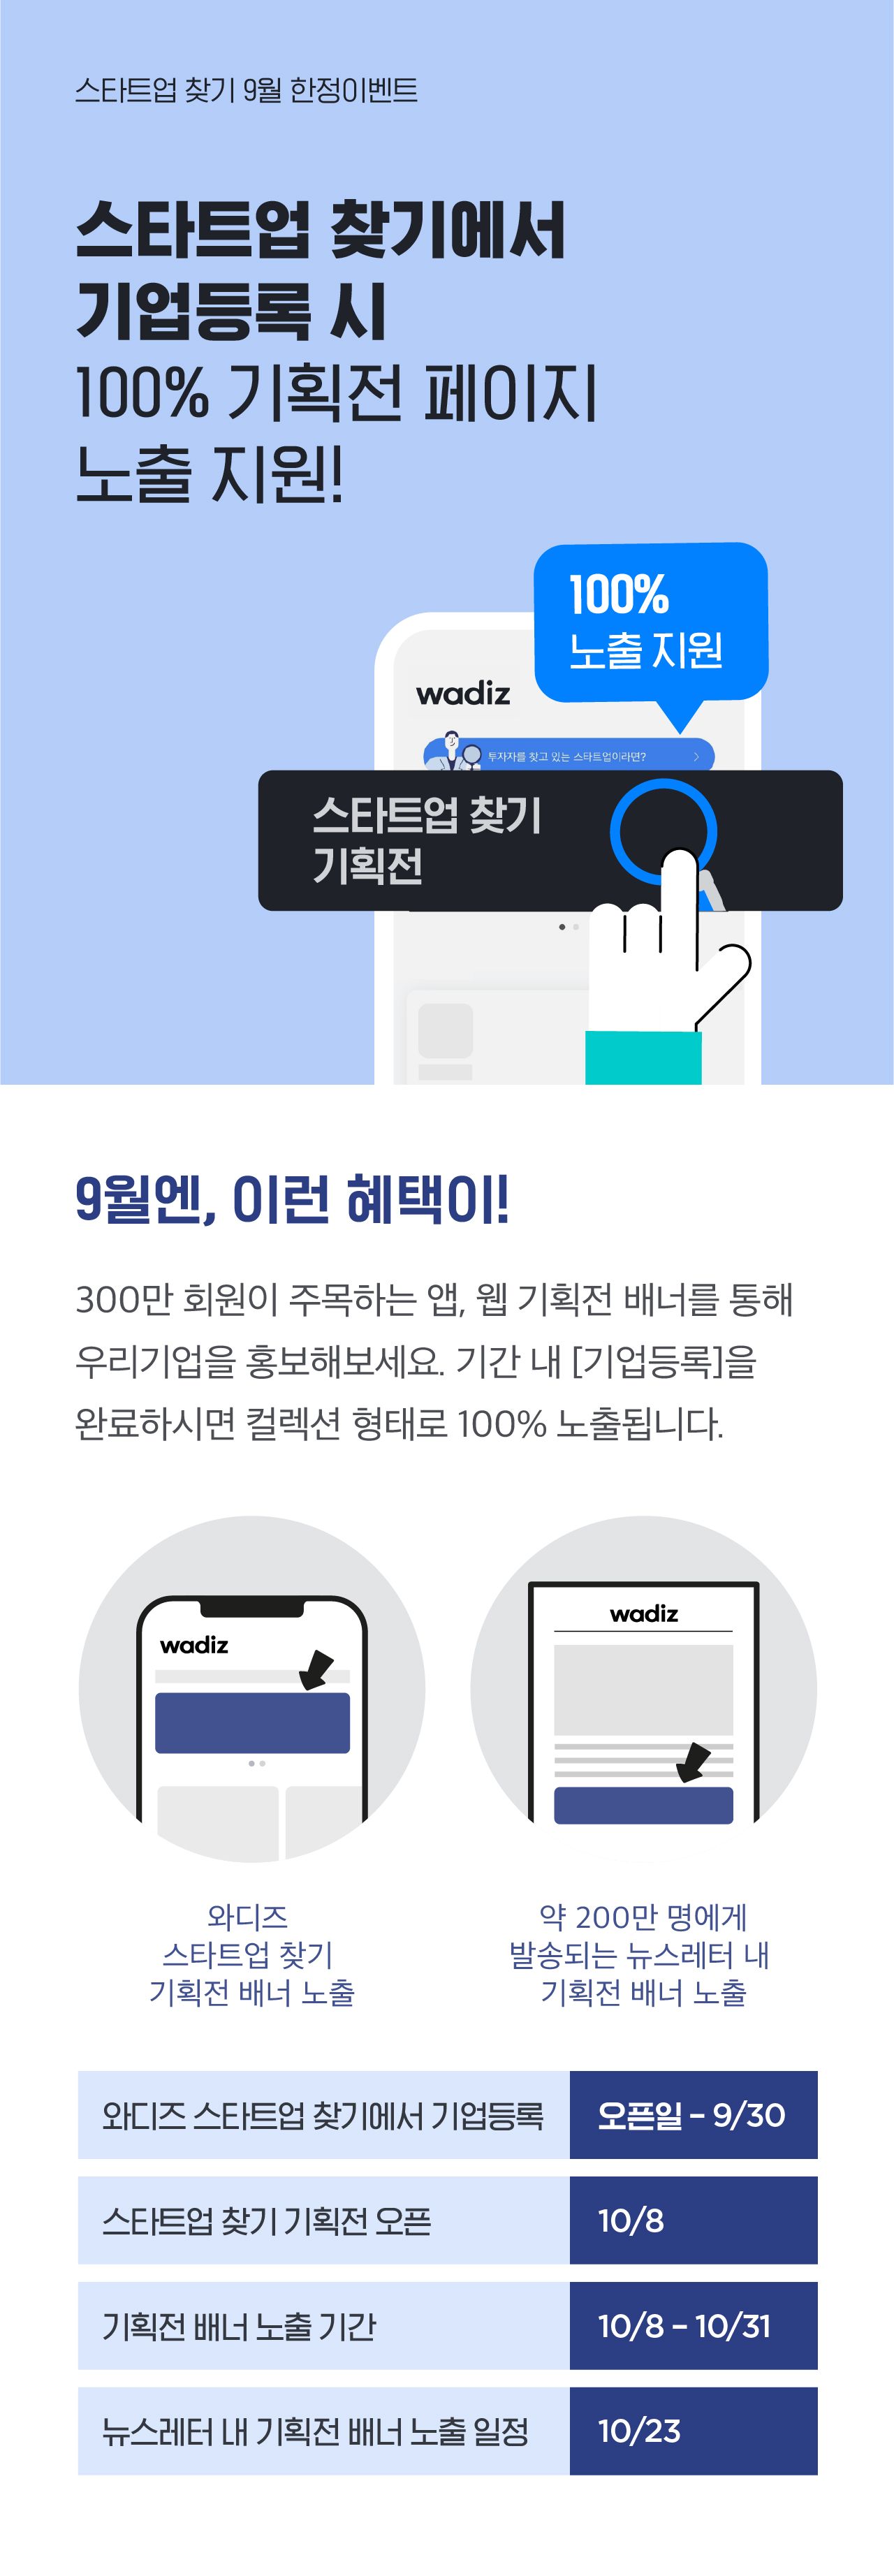 스타트업 찾기 9월 한정이벤트
스타트업 찾기에서
기업등록 시
100% 기획전 페이지
노출 지원!
100%
노출 지원
wadiz
투자자를 찾고 있는 스타트업이라면?
스타트업 찾기
기획전
9월엔, 이런 혜택이!
300만 회원이 주목하는 앱, 웹 기획전 배너를 통해
우리기업을 홍보해보세요. 기간 내 [기업등록]을
완료하시면 컬렉션 형태로 100% 노출됩니다.
wadiz
wadiz
와디즈
스타트업 찾기
기획전 배너 노출
약 200만 명에게
발송되는 뉴스레터 내
기획전 배너 노출
와디즈 스타트업 찾기에서 기업등록 오픈일 - 9/30
스타트업 찾기 기획전 오픈 10/8
기획전 배너 노출 기간 10/8 - 10/31
뉴스레터 내 기획전 배너 노출 일정 10/23